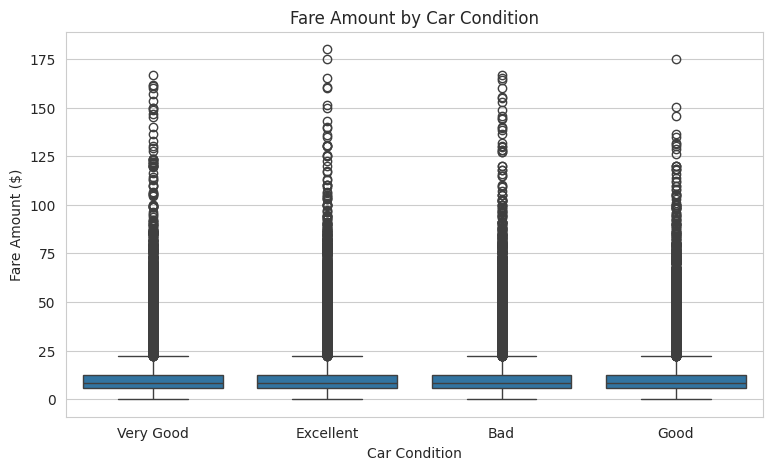 Fare Amount by Car Condition
Fare Amount ($)
175
150
125
100
75
50
25
0
Very Good
Excellent
Bad
Good
Car Condition